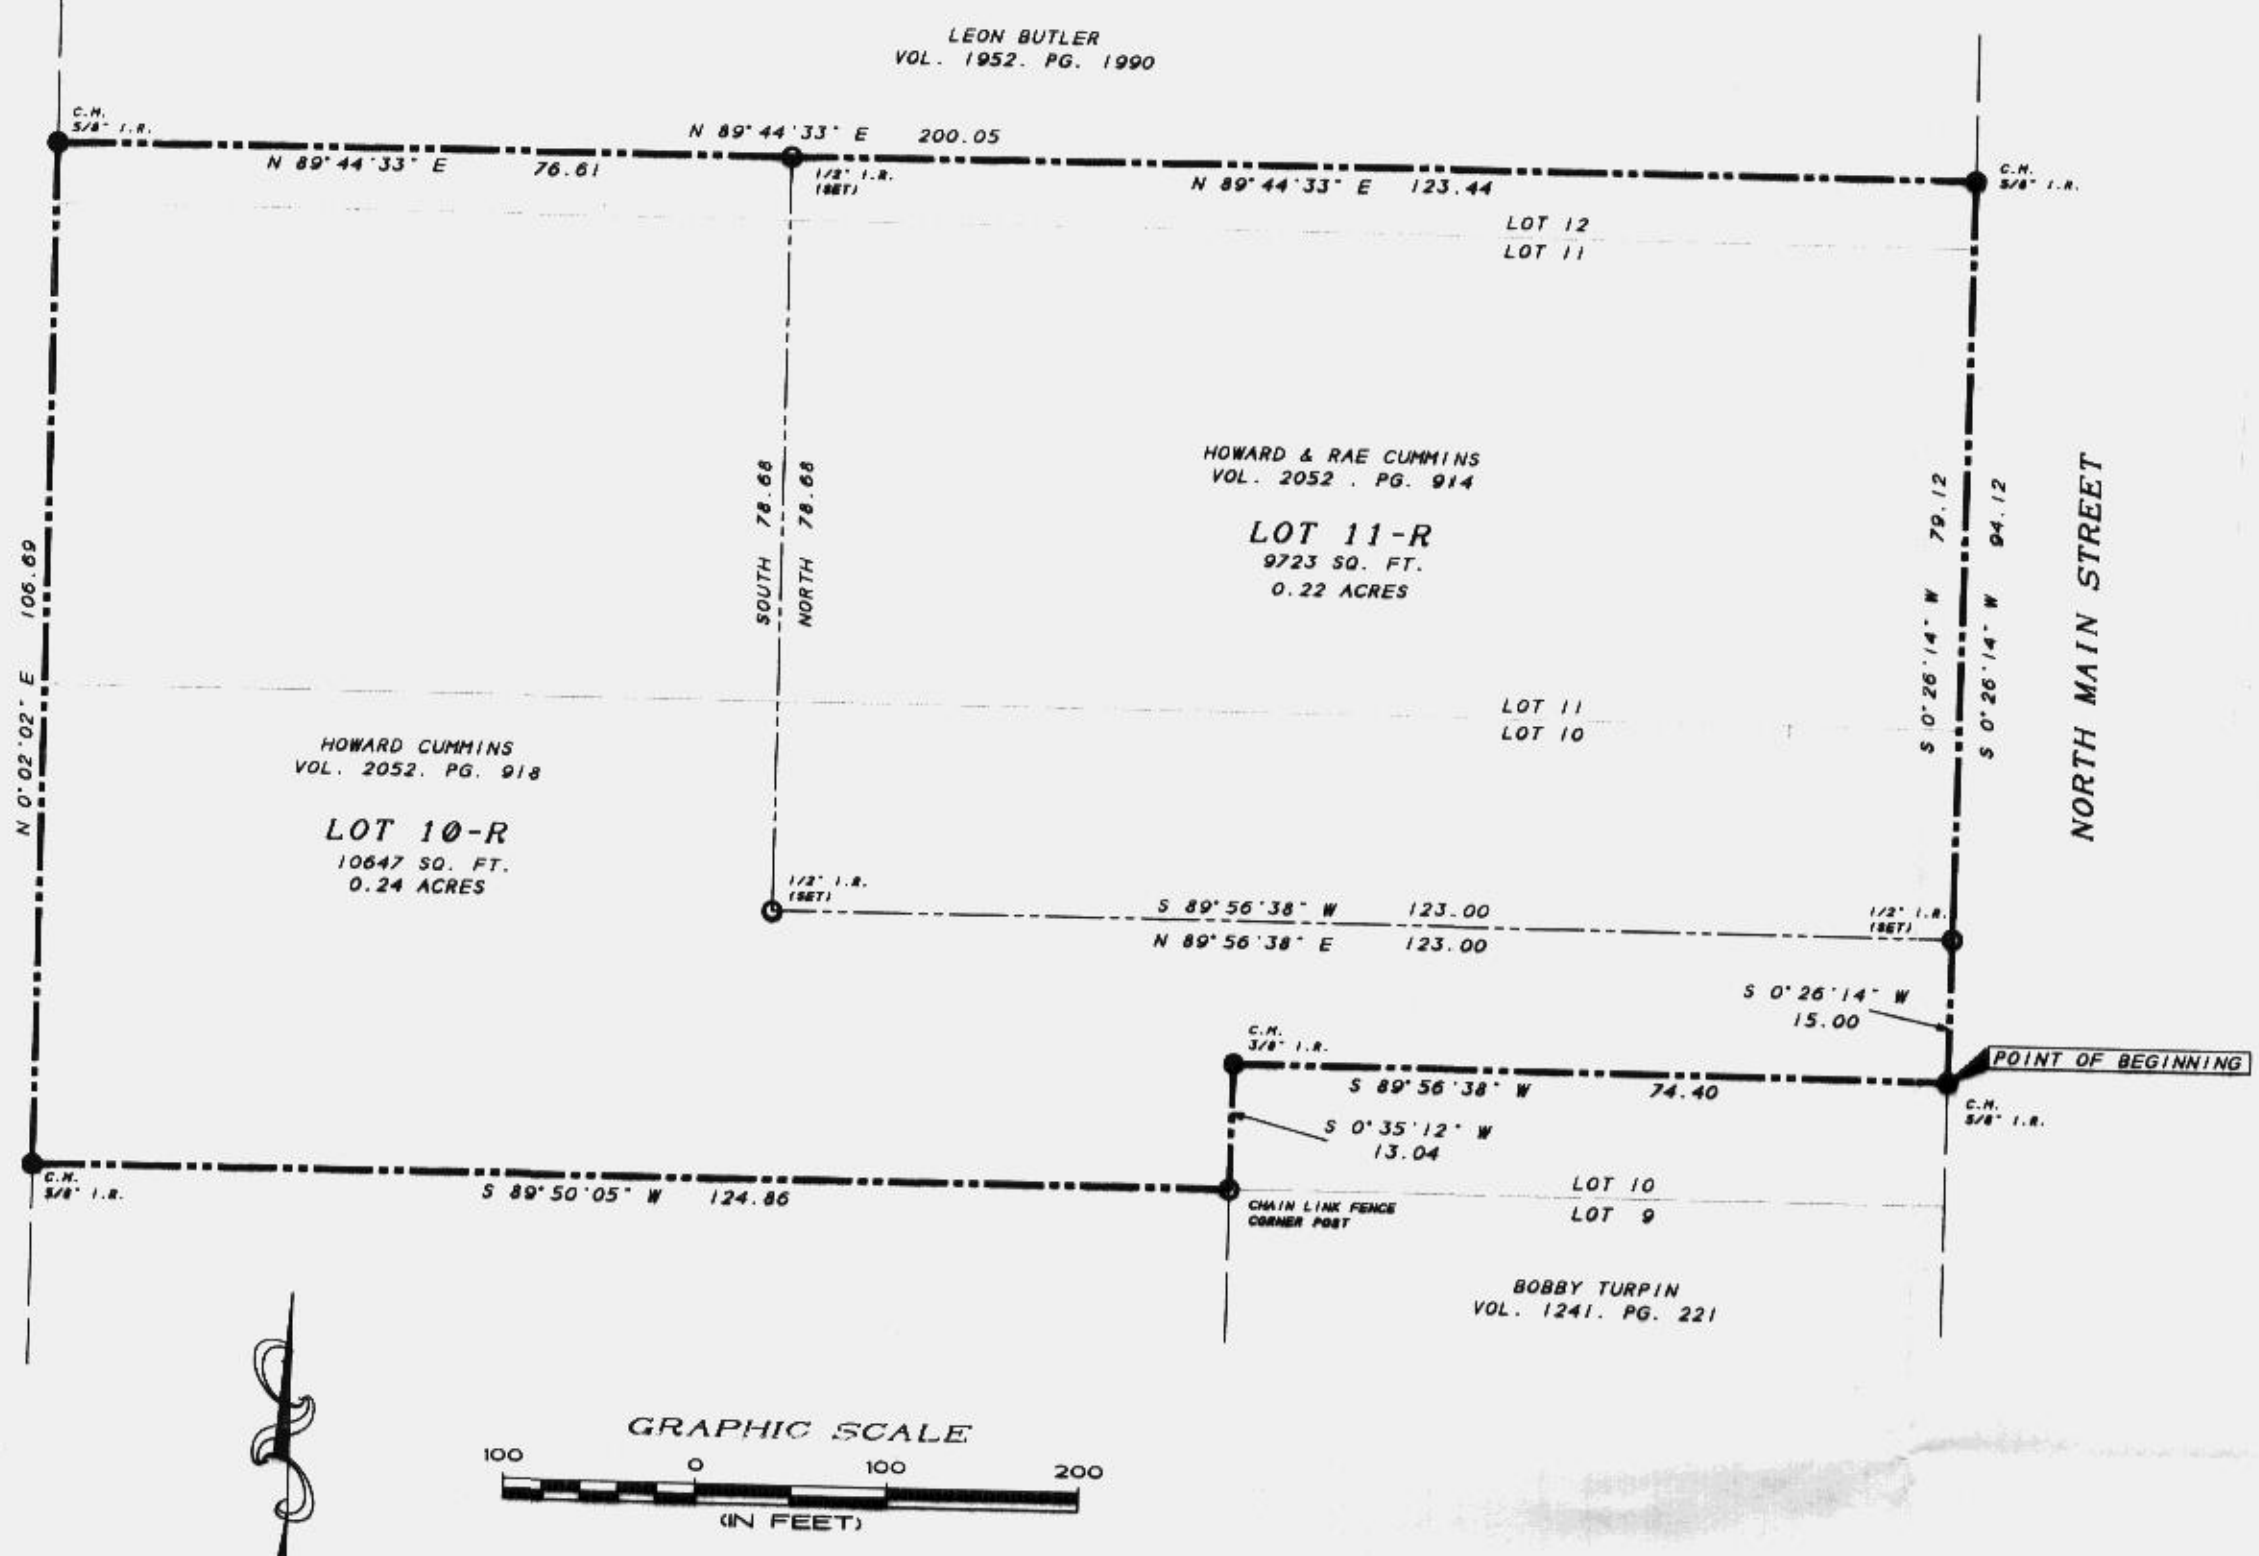 LEON BUTLER
VOL. 1952. PG. 1990
C.M.
5/8" I.R.
N 89°44'33" E 200.05
N 89°44'33" E 76.61
1/2" I.R.
(SET)
N 89°44'33" E 123.44
C.M.
5/8" I.R.
LOT 12
LOT 11
HOWARD & RAE CUMMINS
VOL. 2052 . PG. 914
LOT 11-R
9723 SQ. FT.
0.22 ACRES
SOUTH 78.68
NORTH 78.68
S 0°26'14" W 79.12
S 0°26'14" W 94.12
NORTH MAIN STREET
N 0°02'02" E 106.69
LOT 11
LOT 10
HOWARD CUMMINS
VOL. 2052. PG. 918
LOT 10-R
10647 SQ. FT.
0.24 ACRES
1/2" I.R.
(SET)
S 89°56'38" W 123.00
N 89°56'38" E 123.00
1/2" I.R.
(SET)
S 0°26'14" W
15.00
C.M.
3/8" I.R.
POINT OF BEGINNING
S 89°56'38" W 74.40
C.M.
5/8" I.R.
S 0°35'12" W
13.04
C.M.
5/8" I.R.
S 89°50'05" W 124.86
CHAIN LINK FENCE
CORNER POST
LOT 10
LOT 9
BOBBY TURPIN
VOL. 1241. PG. 221
GRAPHIC SCALE
100 0 100 200
(IN FEET)